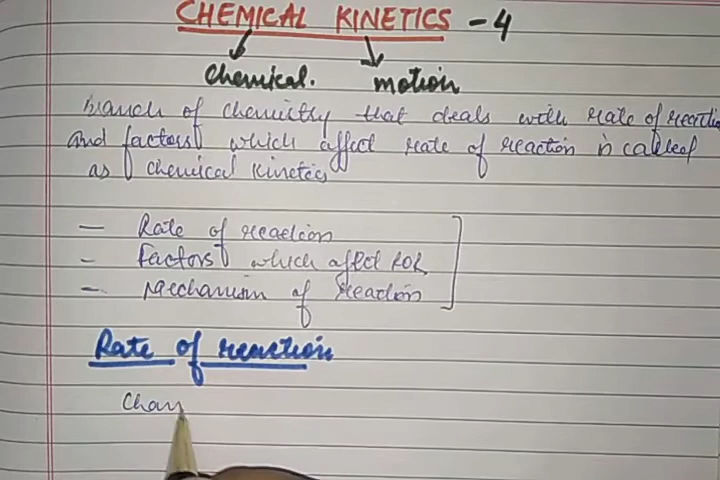 CHEMICAL KINETICS - 4
Chemical. motion
branch of chemistry that deals with rate of reaction
and factors which affect rate of reaction is called
as chemical kinetics
- Rate of reaction
- Factors which affect ROR
- Mechanism of reaction
Rate of reaction
Chan